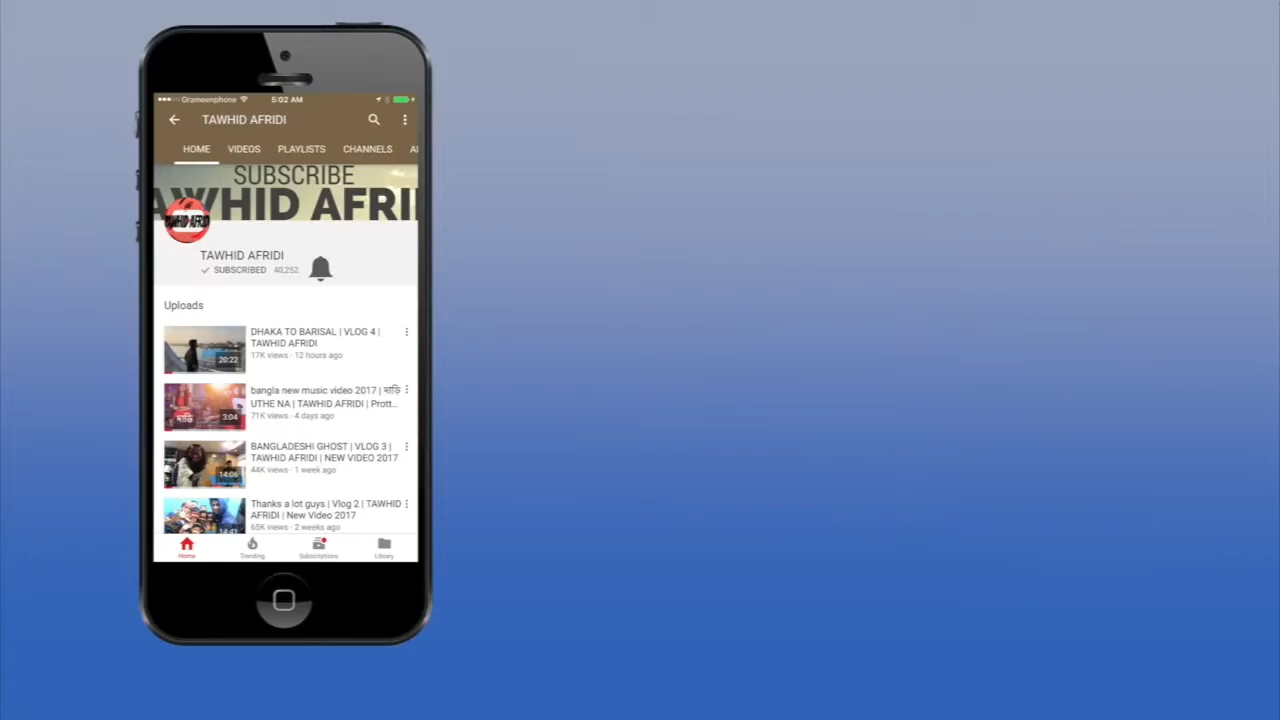 Grameenphone 5:02 AM
TAWHID AFRIDI
HOME VIDEOS PLAYLISTS CHANNELS
SUBSCRIBE
AWHID AFRI
TAWHID AFRIDI
SUBSCRIBED 40,252
Uploads
20:22
DHAKA TO BARISAL | VLOG 4 |
TAWHID AFRIDI
17K views · 12 hours ago
3:04
bangla new music video 2017 | দাড়ি
UTHE NA | TAWHID AFRIDI | Prott...
71K views · 4 days ago
14:06
BANGLADESHI GHOST | VLOG 3 |
TAWHID AFRIDI | NEW VIDEO 2017
44K views · 1 week ago
Thanks a lot guys | Vlog 2 | TAWHID
AFRIDI | New Video 2017
65K views · 2 weeks ago
Home Trending Subscriptions Library